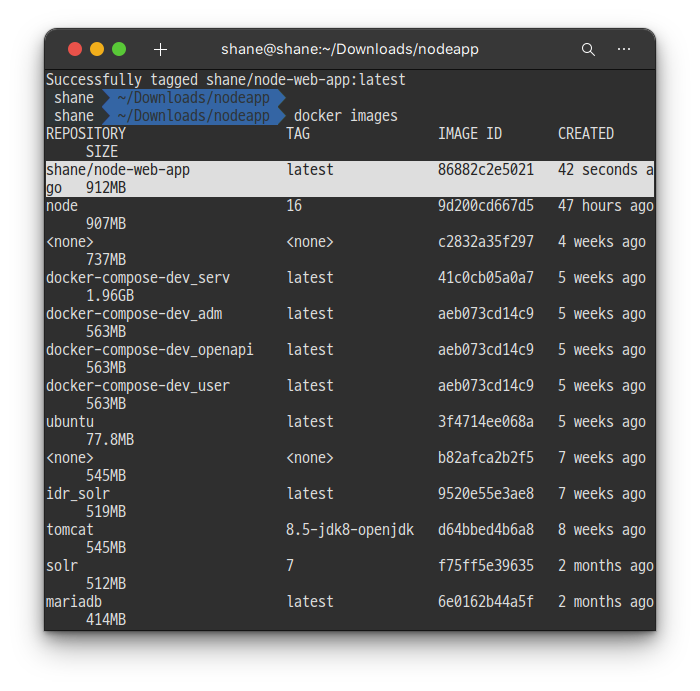 shane@shane:~/Downloads/nodeapp
Successfully tagged shane/node-web-app:latest
shane ~/Downloads/nodeapp
shane ~/Downloads/nodeapp docker images
REPOSITORY TAG IMAGE ID CREATED
SIZE
shane/node-web-app latest 86882c2e5021 42 seconds a
go 912MB
node 16 9d200cd667d5 47 hours ago
907MB
<none> <none> c2832a35f297 4 weeks ago
737MB
docker-compose-dev_serv latest 41c0cb05a0a7 5 weeks ago
1.96GB
docker-compose-dev_adm latest aeb073cd14c9 5 weeks ago
563MB
docker-compose-dev_openapi latest aeb073cd14c9 5 weeks ago
563MB
docker-compose-dev_user latest aeb073cd14c9 5 weeks ago
563MB
ubuntu latest 3f4714ee068a 5 weeks ago
77.8MB
<none> <none> b82afca2b2f5 7 weeks ago
545MB
idr_solr latest 9520e55e3ae8 7 weeks ago
519MB
tomcat 8.5-jdk8-openjdk d64bbed4b6a8 8 weeks ago
545MB
solr 7 f75ff5e39635 2 months ago
512MB
mariadb latest 6e0162b44a5f 2 months ago
414MB